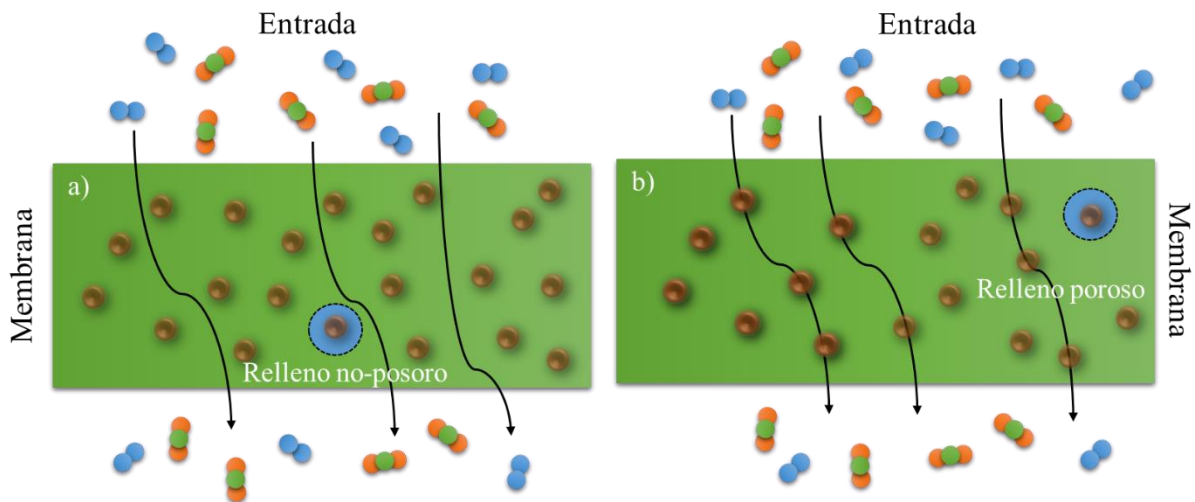 Entrada
Membrana
a)
Relleno no-posoro
Entrada
b)
Relleno poroso
Membrana